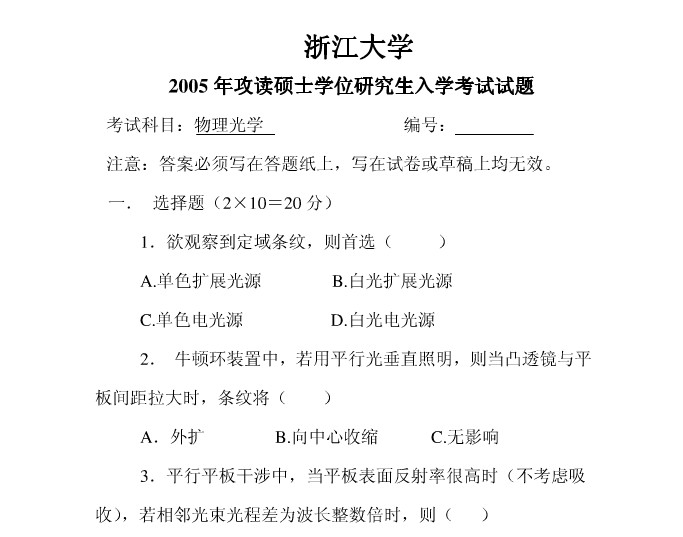 浙江大学
2005 年攻读硕士学位研究生入学考试试题
考试科目：物理光学 编号：
注意：答案必须写在答题纸上，写在试卷或草稿上均无效。
一． 选择题（2×10＝20 分）
1．欲观察到定域条纹，则首选（ ）
A.单色扩展光源 B.白光扩展光源
C.单色电光源 D.白光电光源
2． 牛顿环装置中，若用平行光垂直照明，则当凸透镜与平
板间距拉大时，条纹将（ ）
A．外扩 B.向中心收缩 C.无影响
3．平行平板干涉中，当平板表面反射率很高时（不考虑吸
收），若相邻光束光程差为波长整数倍时，则（ ）